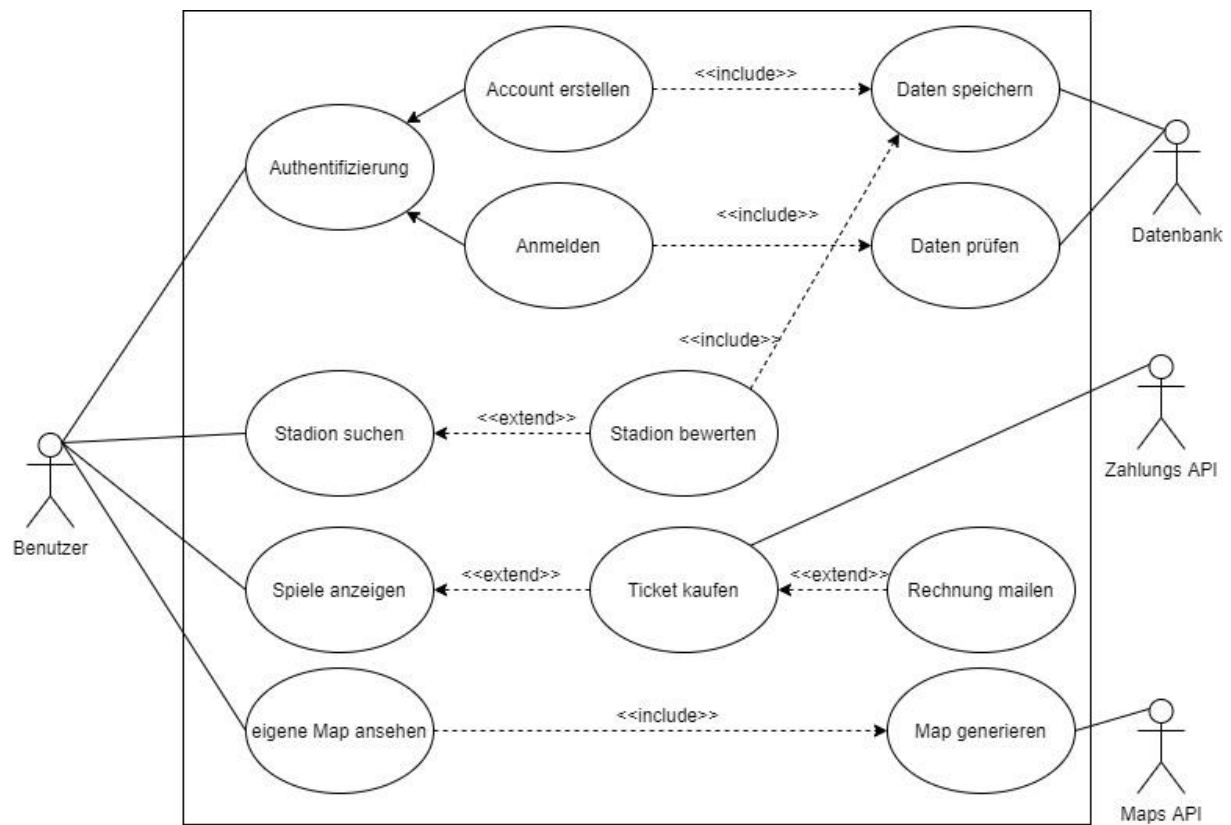 Account erstellen
<<include>>
Daten speichern
Authentifizierung
Anmelden
<<include>>
Daten prüfen
Datenbank
<<include>>
Stadion suchen
<<extend>>
Stadion bewerten
Zahlungs API
Benutzer
Spiele anzeigen
<<extend>>
Ticket kaufen
<<extend>>
Rechnung mailen
eigene Map ansehen
<<include>>
Map generieren
Maps API